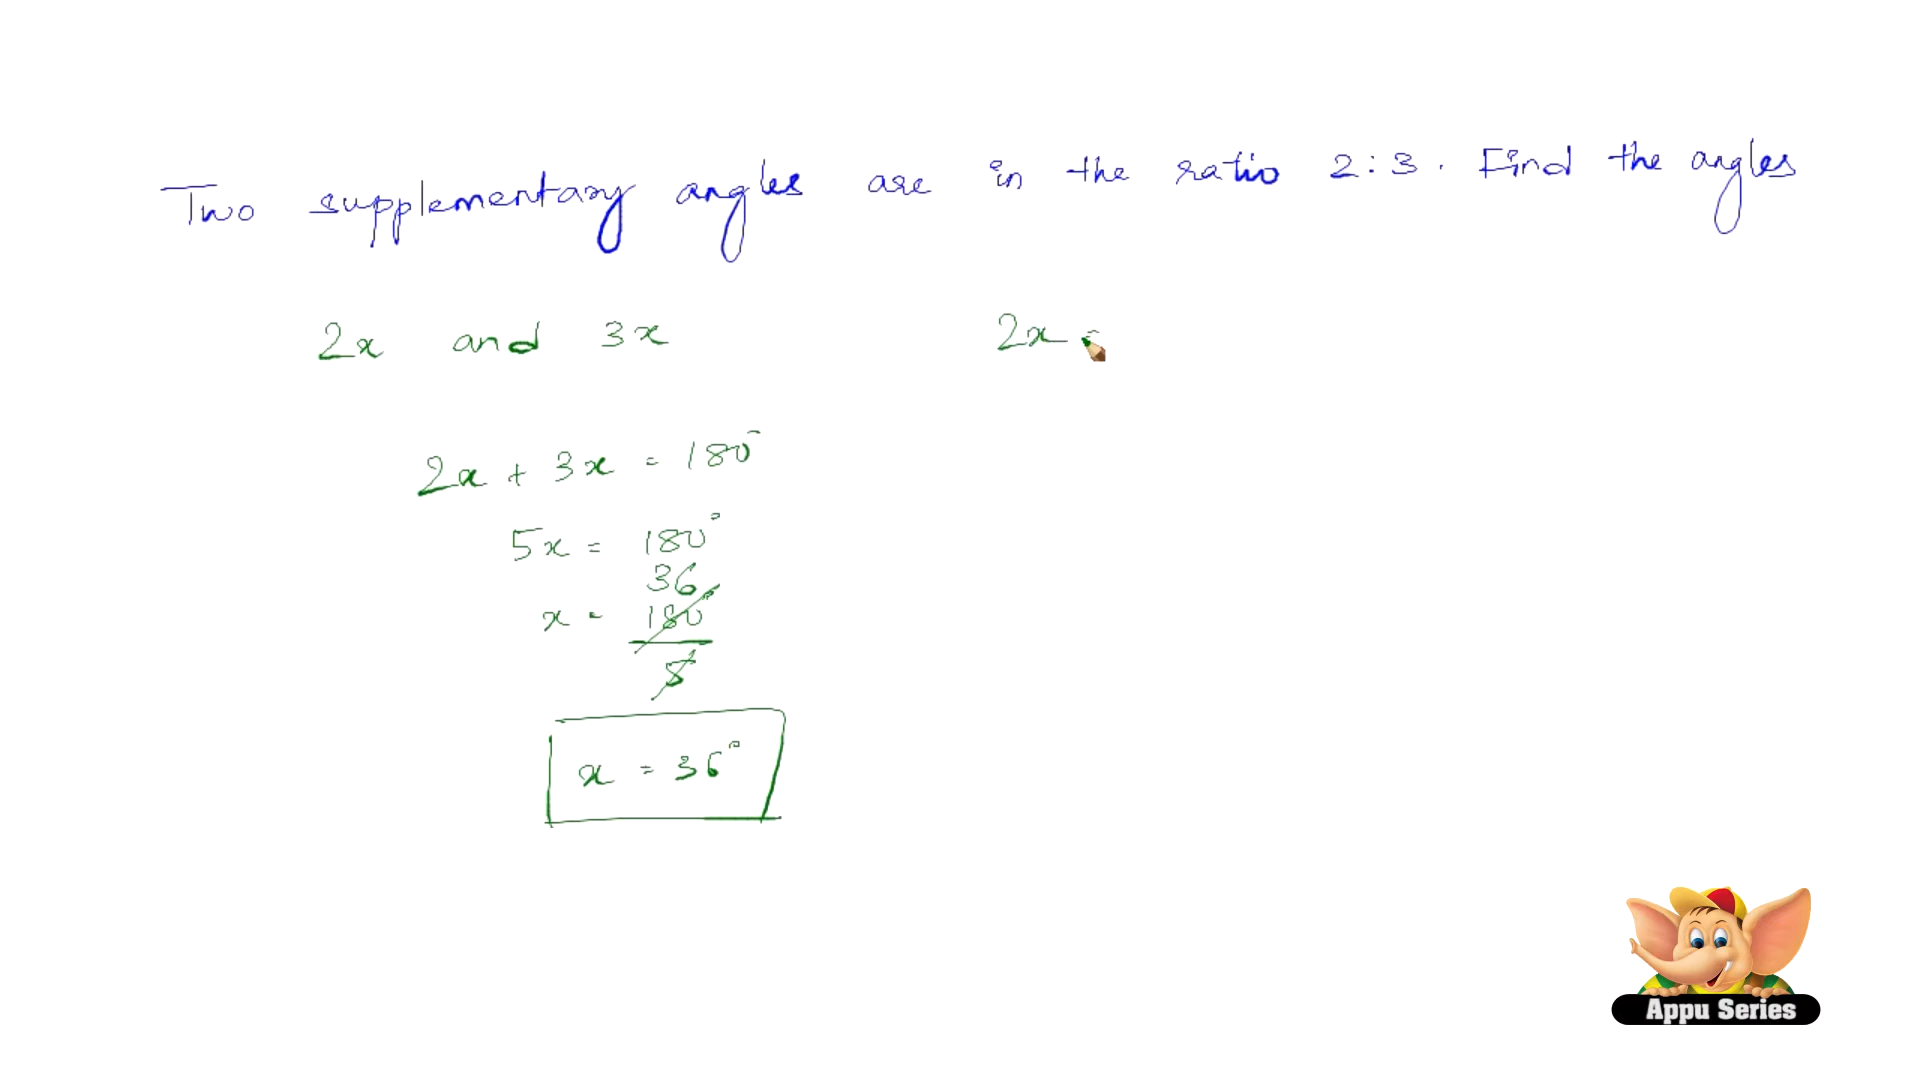 Two supplementary angles are in the ratio 2:3. Find the angles
2x and 3x
2x + 3x = 180°
5x = 180°
36
x = 180°
5
x = 36°
2x =
Appu Series